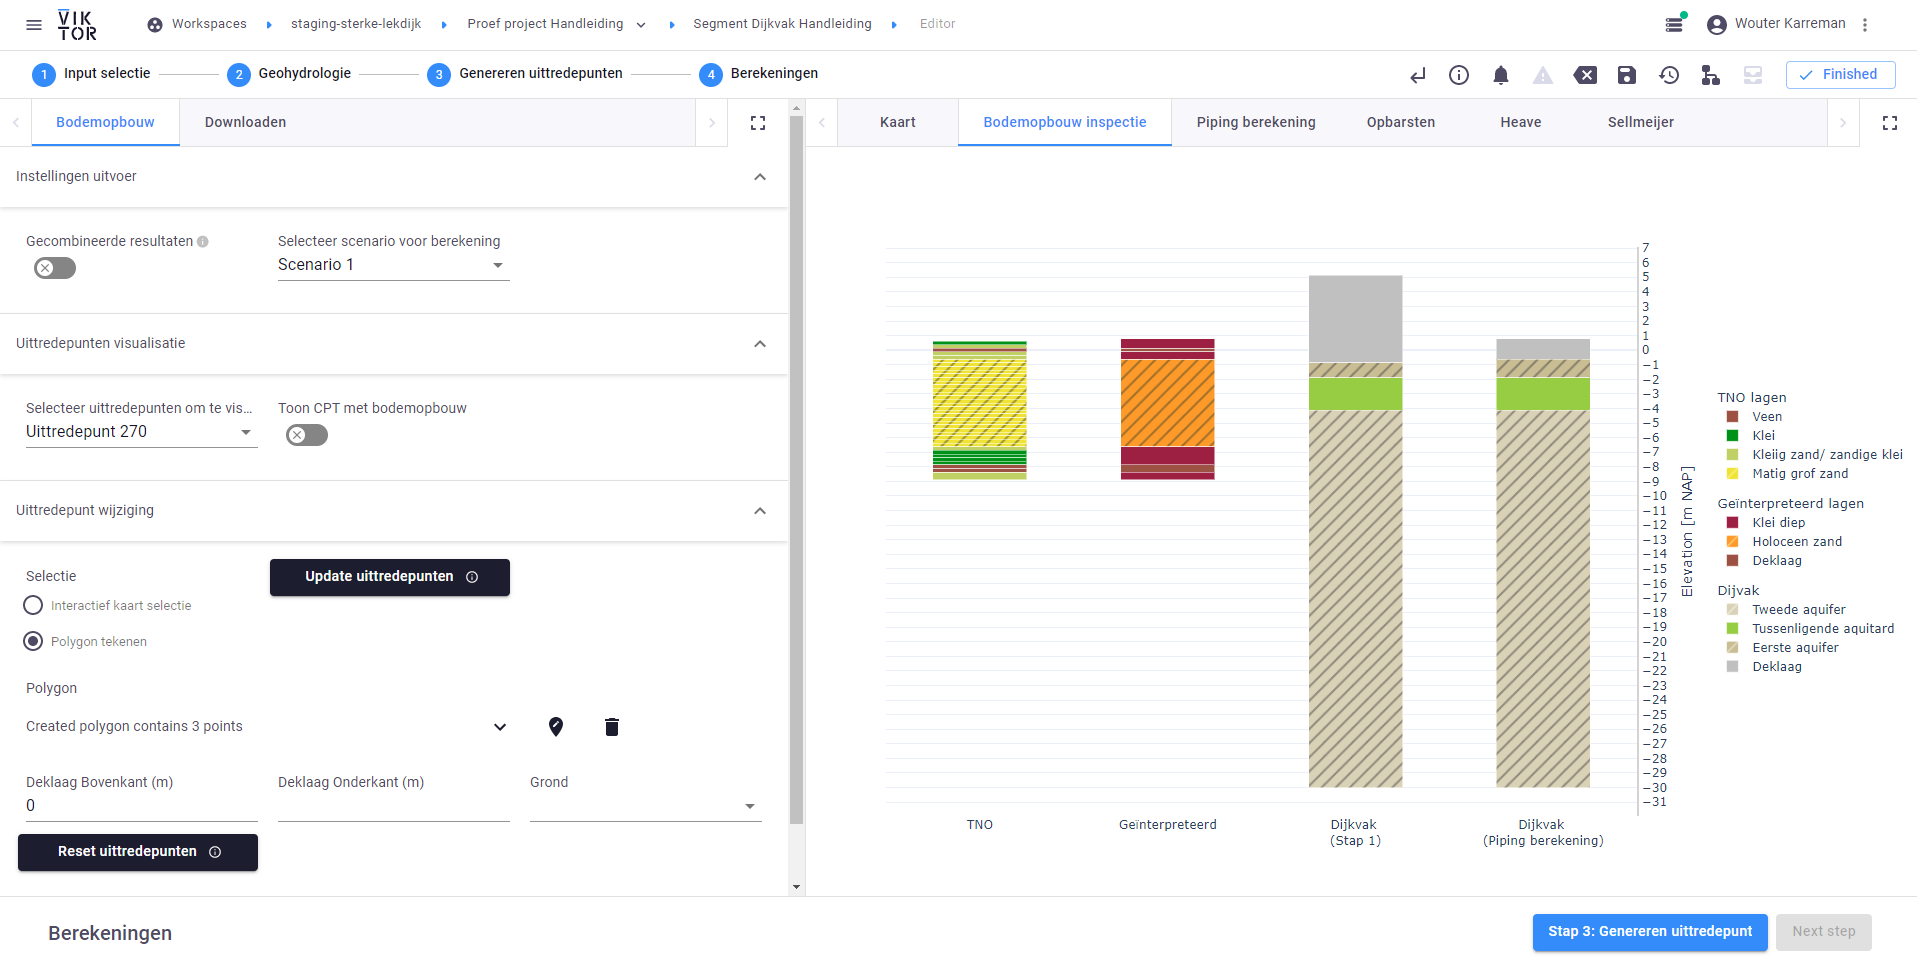 VIKTOR
Workspaces
staging-sterke-lekdijk
Proef project Handleiding
Segment Dijkvak Handleiding
Editor
Wouter Karreman
1 Input selectie
2 Geohydrologie
3 Genereren uittredepunten
4 Berekeningen
Finished
Bodemopbouw
Downloaden
Kaart
Bodemopbouw inspectie
Piping berekening
Opbarsten
Heave
Sellmeijer
Instellingen uitvoer
Gecombineerde resultaten
Selecteer scenario voor berekening
Scenario 1
Uittredepunten visualisatie
Selecteer uittredepunten om te vis...
Toon CPT met bodemopbouw
Uittredepunt 270
Uittredepunt wijziging
Selectie
Update uittredepunten
Interactief kaart selectie
Polygon tekenen
Polygon
Created polygon contains 3 points
Deklaag Bovenkant (m)
Deklaag Onderkant (m)
Grond
0
Reset uittredepunten
7
6
5
4
3
2
1
0
−1
−2
−3
−4
−5
−6
−7
−8
−9
−10
−11
−12
−13
−14
−15
−16
−17
−18
−19
−20
−21
−22
−23
−24
−25
−26
−27
−28
−29
−30
−31
Elevation [m NAP]
TNO
Geïnterpreteerd
Dijkvak
(Stap 1)
Dijkvak
(Piping berekening)
TNO lagen
Veen
Klei
Kleiig zand/ zandige klei
Matig grof zand
Geïnterpreteerd lagen
Klei diep
Holoceen zand
Deklaag
Dijvak
Tweede aquifer
Tussenligende aquitard
Eerste aquifer
Deklaag
Berekeningen
Stap 3: Genereren uittredepunt
Next step